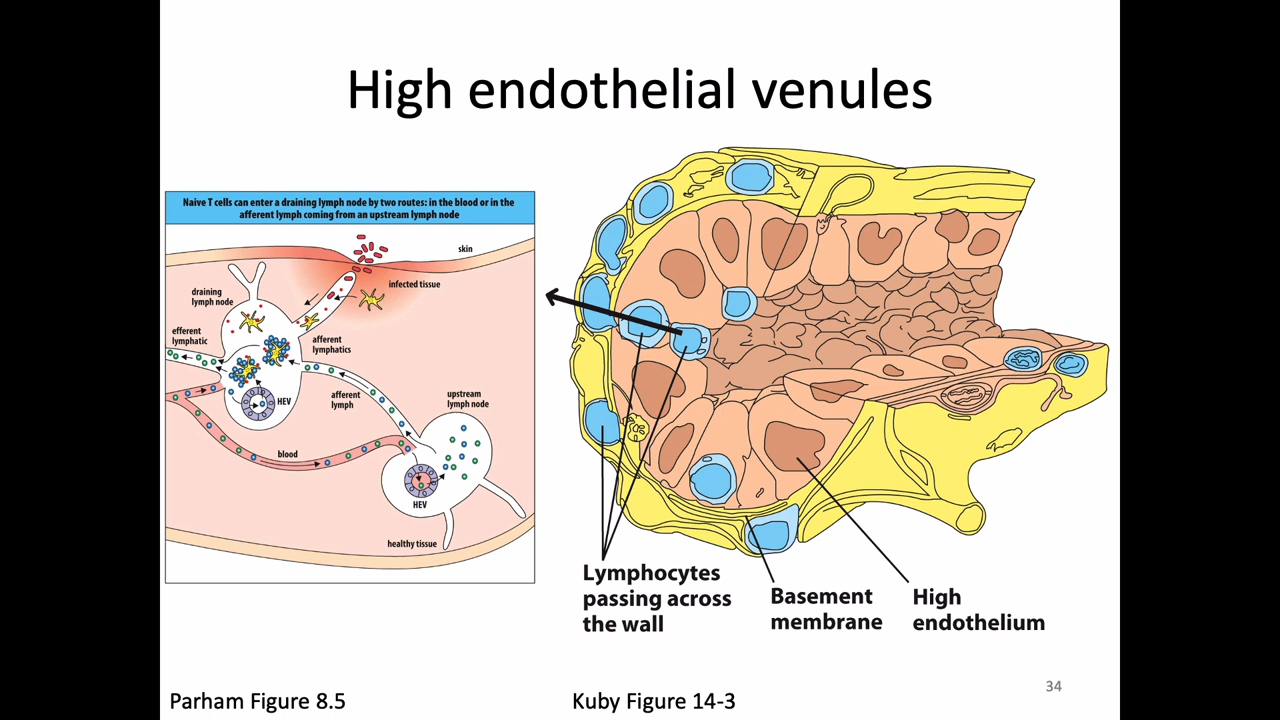 High endothelial venules
Naive T cells can enter a draining lymph node by two routes: in the blood or in the
afferent lymph coming from an upstream lymph node
skin
infected tissue
draining
lymph node
efferent
lymphatic
afferent
lymphatics
HEV
afferent
lymph
upstream
lymph node
blood
HEV
healthy tissue
Lymphocytes
passing across
the wall
Basement
membrane
High
endothelium
Parham Figure 8.5
Kuby Figure 14-3
34